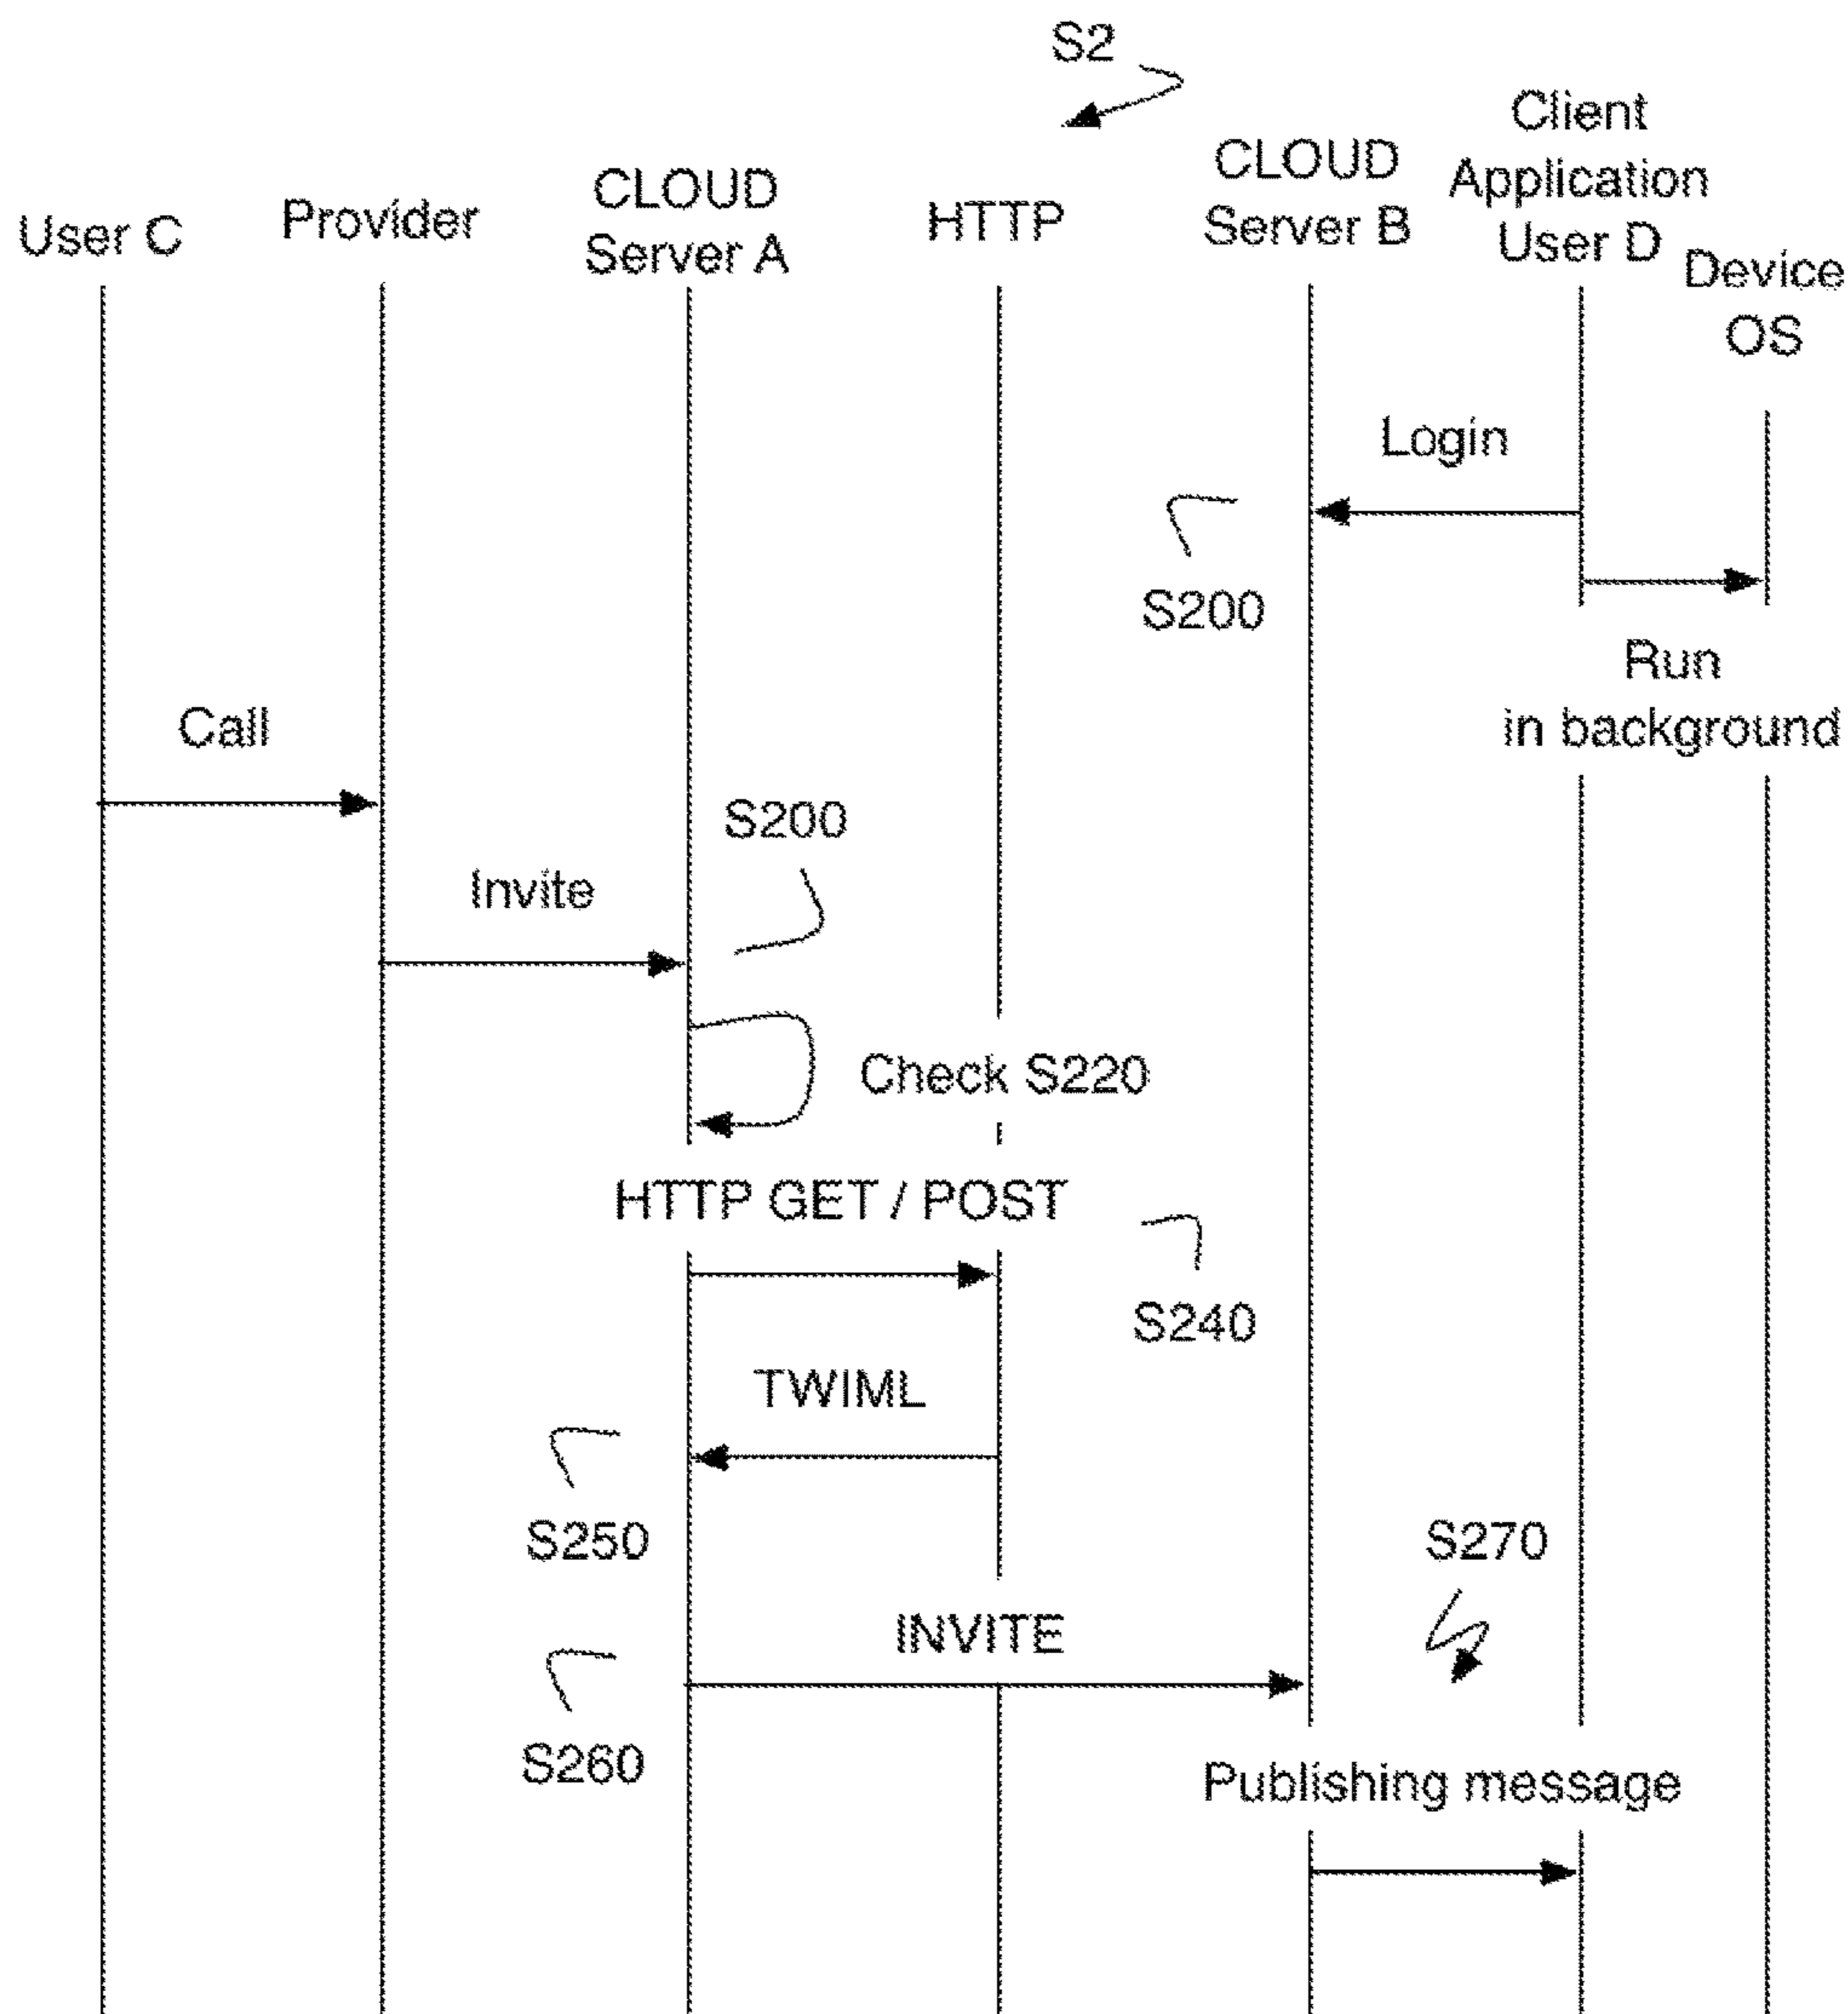 S2
User C
Provider
CLOUD
Server A
HTTP
CLOUD
Server B
Client
Application
User D
Device
OS
Login
S200
Run
in background
Call
S200
Invite
Check S220
HTTP GET / POST
S240
TWIML
S250
S270
INVITE
S260
Publishing message